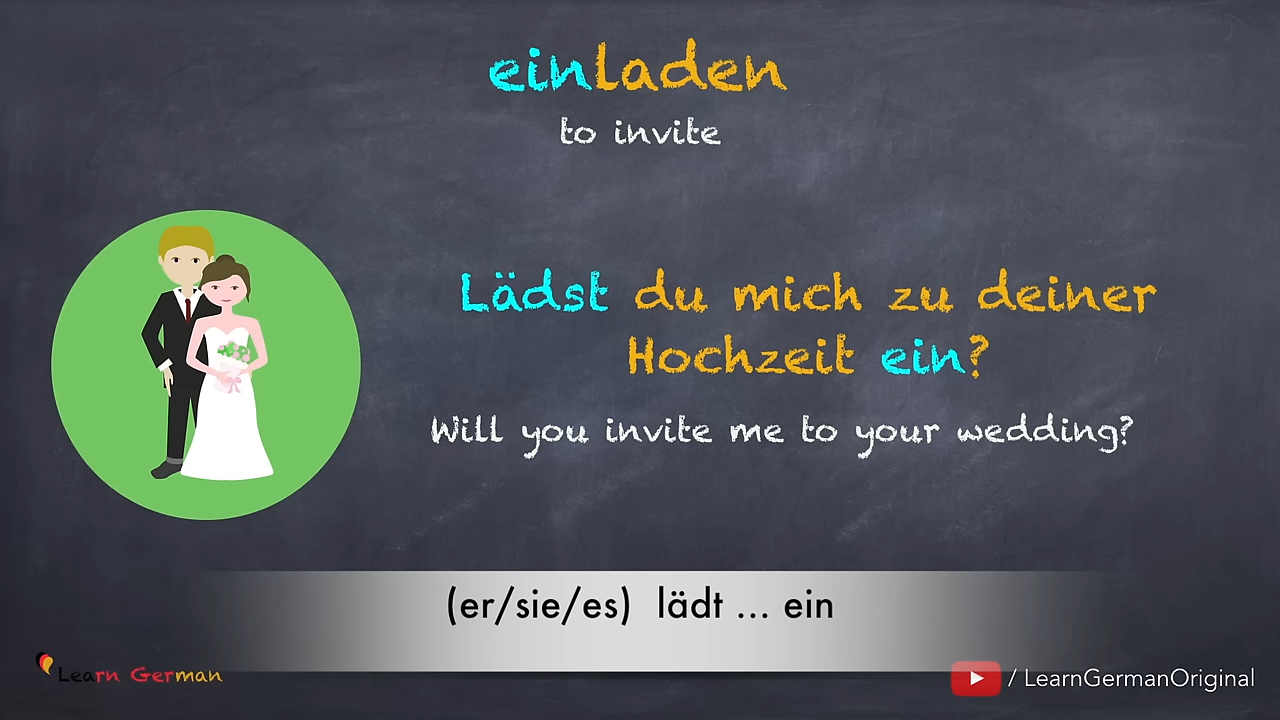 einladen
to invite
Lädst du mich zu deiner
Hochzeit ein?
Will you invite me to your wedding?
(er/sie/es) lädt ... ein
Learn German
/ LearnGermanOriginal